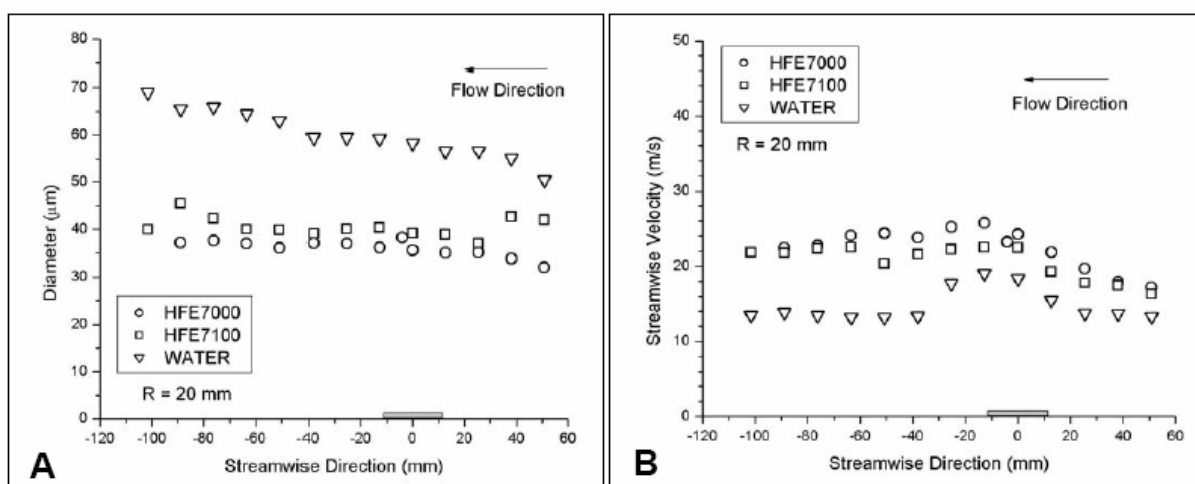 80
70
60
50
40
30
20
10
0
Diameter (μm)
HFE7000
HFE7100
WATER
R = 20 mm
Flow Direction
-120 -100 -80 -60 -40 -20 0 20 40 60
Streamwise Direction (mm)
A
50
40
30
20
10
0
Streamwise Velocity (m/s)
HFE7000
HFE7100
WATER
R = 20 mm
Flow Direction
-120 -100 -80 -60 -40 -20 0 20 40 60
Streamwise Direction (mm)
B